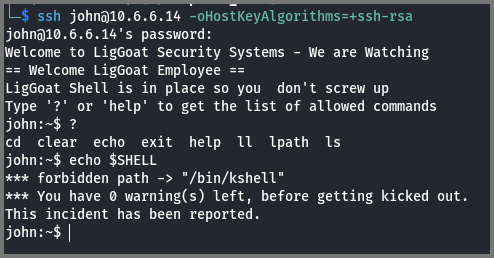 $ ssh john@10.6.6.14 -oHostKeyAlgorithms=+ssh-rsa
john@10.6.6.14's password:
Welcome to LigGoat Security Systems - We are Watching
== Welcome LigGoat Employee ==
LigGoat Shell is in place so you  don't screw up
Type '?' or 'help' to get the list of allowed commands
john:~$ ?
cd  clear  echo  exit  help  ll  lpath  ls
john:~$ echo $SHELL
*** forbidden path -> "/bin/kshell"
*** You have 0 warning(s) left, before getting kicked out.
This incident has been reported.
john:~$